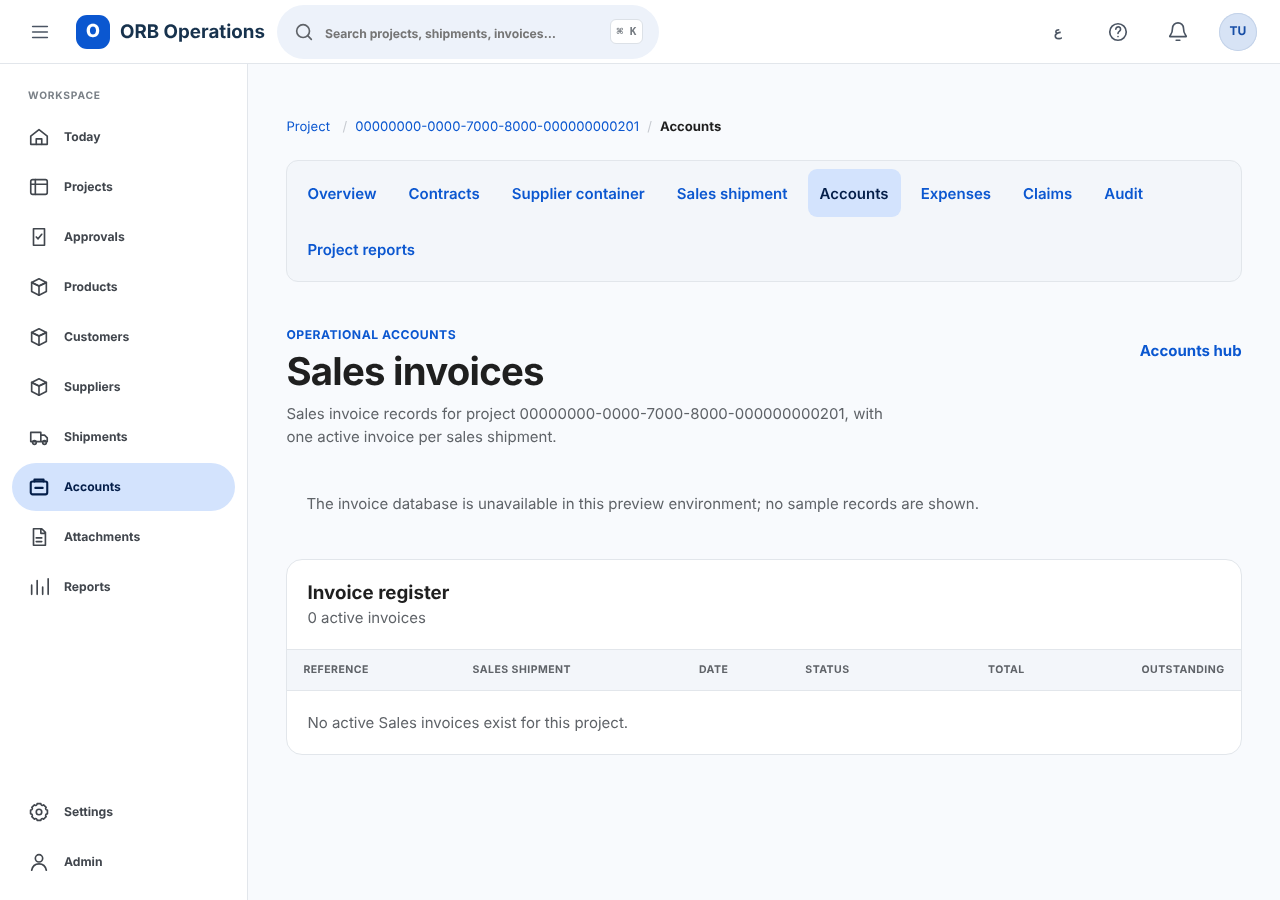 O ORB Operations
Search projects, shipments, invoices...
⌘ K
ع
TU
WORKSPACE
Today
Projects
Approvals
Products
Customers
Suppliers
Shipments
Accounts
Attachments
Reports
Settings
Admin
Project / 00000000-0000-7000-8000-000000000201 / Accounts
Overview Contracts Supplier container Sales shipment Accounts Expenses Claims Audit
Project reports
OPERATIONAL ACCOUNTS
Sales invoices
Accounts hub
Sales invoice records for project 00000000-0000-7000-8000-000000000201, with
one active invoice per sales shipment.
The invoice database is unavailable in this preview environment; no sample records are shown.
Invoice register
0 active invoices
REFERENCE SALES SHIPMENT DATE STATUS TOTAL OUTSTANDING
No active Sales invoices exist for this project.